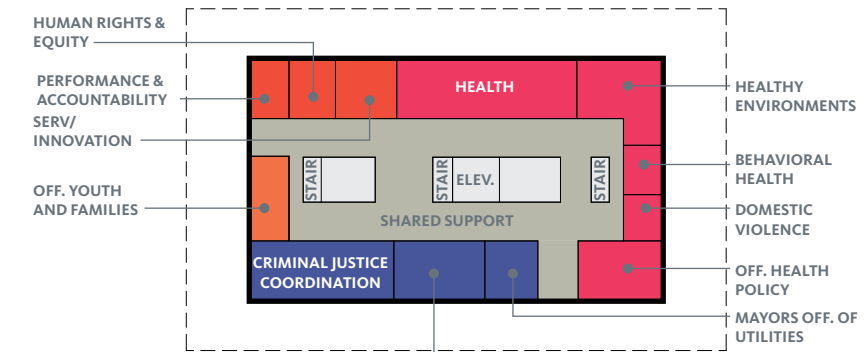 HUMAN RIGHTS &
EQUITY
PERFORMANCE &
ACCOUNTABILITY
SERV/
INNOVATION
OFF. YOUTH
AND FAMILIES
HEALTH
STAIR
STAIR
ELEV.
STAIR
SHARED SUPPORT
CRIMINAL JUSTICE
COORDINATION
HEALTHY
ENVIRONMENTS
BEHAVIORAL
HEALTH
DOMESTIC
VIOLENCE
OFF. HEALTH
POLICY
MAYORS OFF. OF
UTILITIES